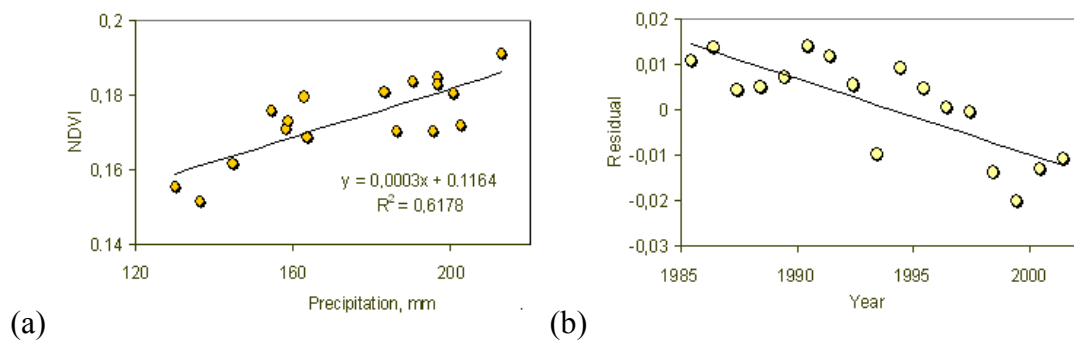 0,2
0,18
0,16
0,14
NDVI
y = 0,0003x + 0.1164
R² = 0,6178
120 160 200
Precipitation, mm
(a)
0,02
0,01
0
-0,01
-0,02
-0,03
Residual
1985 1990 1995 2000
Year
(b)